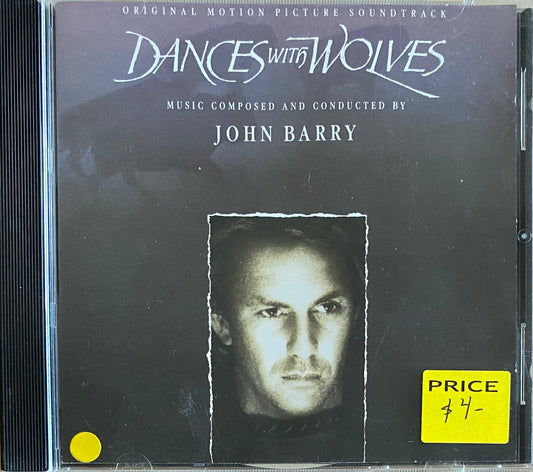 ORIGINAL MOTION PICTURE SOUNDTRACK
DANCES WITH WOLVES
MUSIC COMPOSED AND CONDUCTED BY
JOHN BARRY
PRICE
$4-